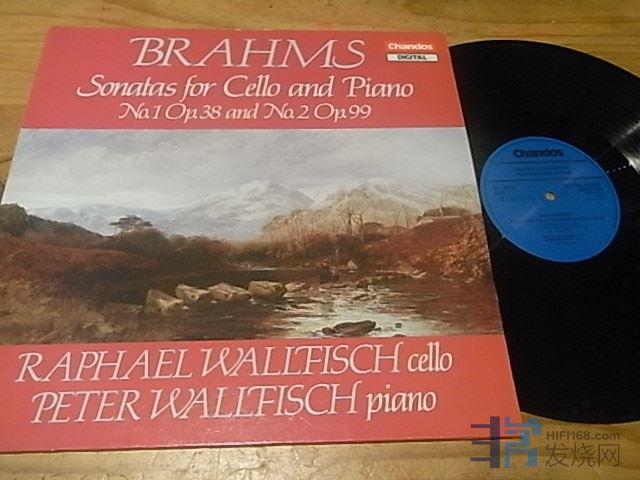 BRAHMS
Chandos
DIGITAL
Sonatas for Cello and Piano
No.1 Op.38 and No.2 Op.99
RAPHAEL WALLFISCH cello
PETER WALLFISCH piano
Chandos
HIFI168.com
发烧网